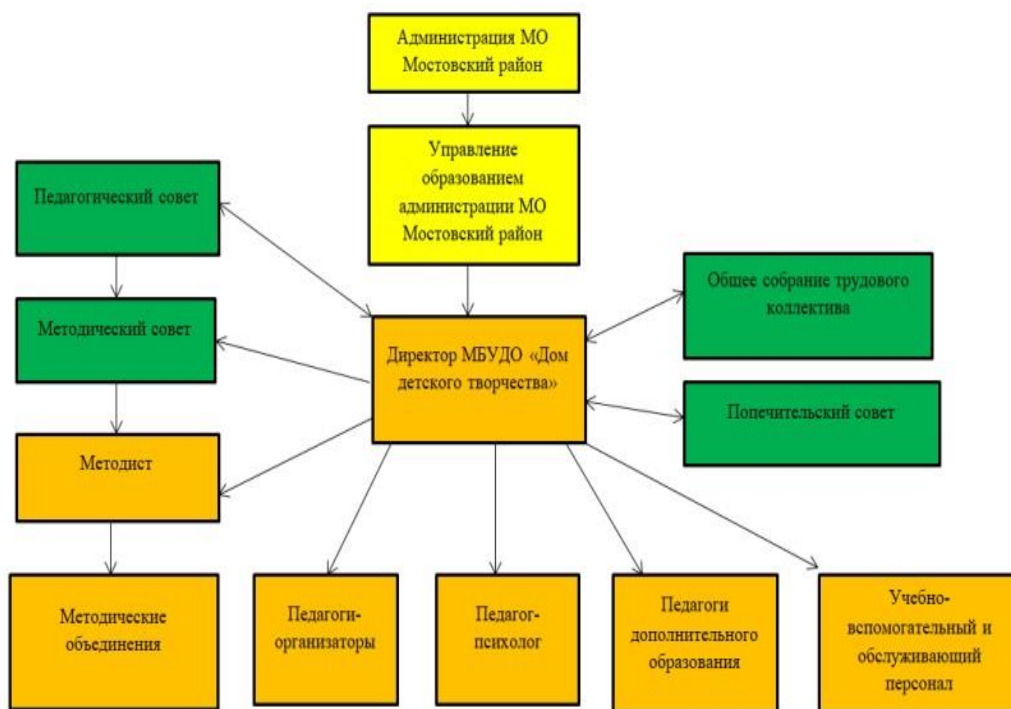 Администрация МО
Мостовский район
Управление
образованием
администрации МО
Мостовский район
Педагогический совет
Общее собрание трудового
коллектива
Методический совет
Директор МБУДО «Дом
детского творчества»
Попечительский совет
Методист
Методические
объединения
Педагоги-
организаторы
Педагог-
психолог
Педагоги
дополнительного
образования
Учебно-
вспомогательный и
обслуживающий
персонал